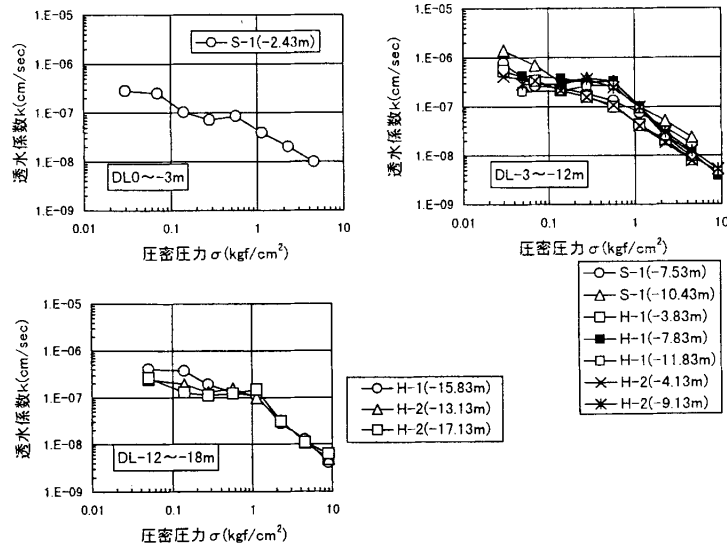 1.E-05
1.E-06
1.E-07
1.E-08
1.E-09
透水係数k(cm/sec)
S-1(-2.43m)
DL0～-3m
0.01 0.1 1 10
圧密圧力σ(kgf/cm²)
1.E-05
1.E-06
1.E-07
1.E-08
1.E-09
透水係数k(cm/sec)
DL-3～-12m
0.01 0.1 1 10
圧密圧力σ(kgf/cm²)
S-1(-7.53m)
S-1(-10.43m)
H-1(-3.83m)
H-1(-7.83m)
H-1(-11.83m)
H-2(-4.13m)
H-2(-9.13m)
1.E-05
1.E-06
1.E-07
1.E-08
1.E-09
透水係数k(cm/sec)
DL-12～-18m
0.01 0.1 1 10
圧密圧力σ(kgf/cm²)
H-1(-15.83m)
H-2(-13.13m)
H-2(-17.13m)